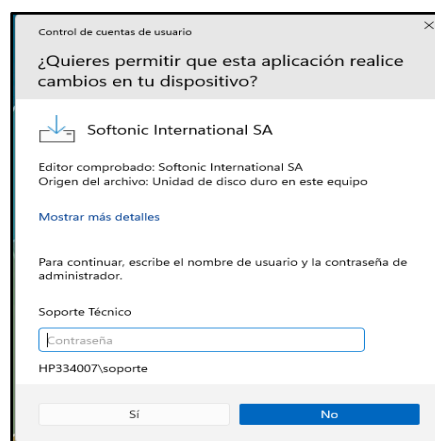 Control de cuentas de usuario
¿Quieres permitir que esta aplicación realice
cambios en tu dispositivo?
Softonic International SA
Editor comprobado: Softonic International SA
Origen del archivo: Unidad de disco duro en este equipo
Mostrar más detalles
Para continuar, escribe el nombre de usuario y la contraseña de
administrador.
Soporte Técnico
Contraseña
HP334007\soporte
Sí
No